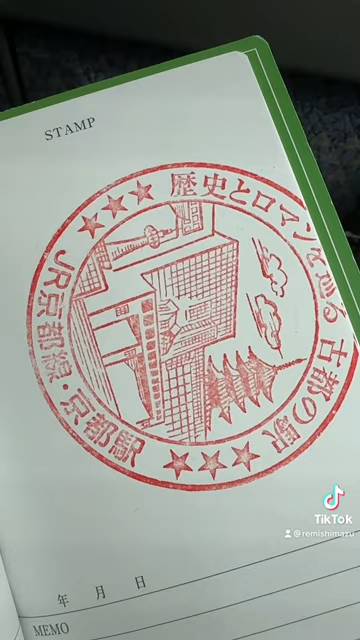 STAMP
歴史とロマンを巡る 古都の駅
JR京都線・京都駅
TikTok
@remishimazu
年 月 日
MEMO